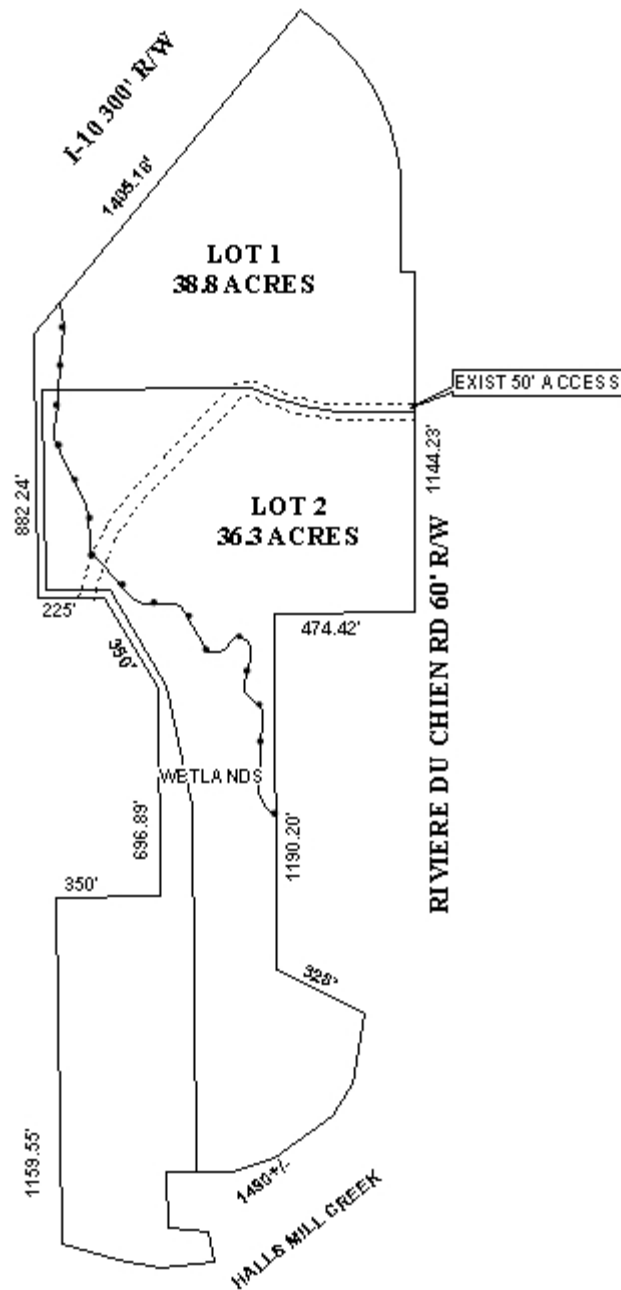 I-10 300' R/W
1405.18'
LOT 1
38.8 ACRES
EXIST 50' ACCESS
1144.23'
882.24'
LOT 2
36.3 ACRES
225'
350'
474.42'
RIVIERE DU CHIEN RD 60' R/W
WETLANDS
696.89'
1190.20'
350'
328'
1159.55'
1490+/-
HALLS MILL CREEK